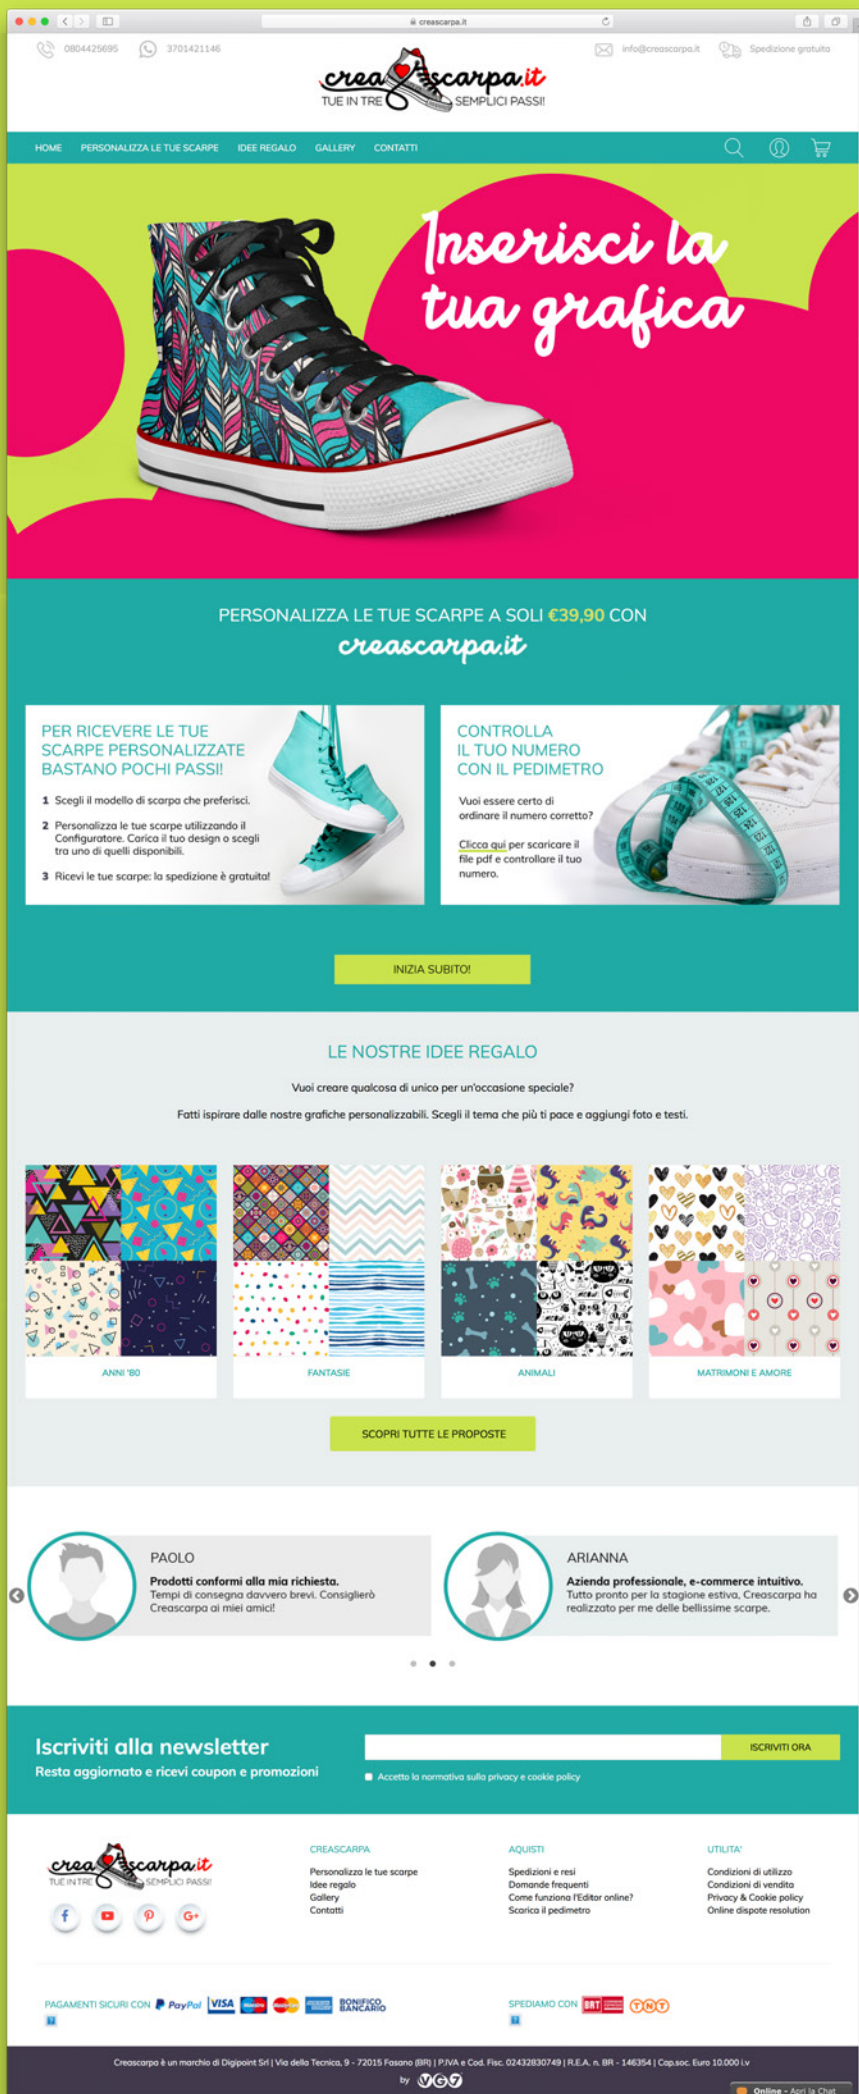 creascarpa.it
0804425695
3701421146
info@creascarpa.it
Spedizione gratuita
creascarpa.it
TUE IN TRE SEMPLICI PASSI!
HOME PERSONALIZZA LE TUE SCARPE IDEE REGALO GALLERY CONTATTI
Inserisci la
tua grafica
PERSONALIZZA LE TUE SCARPE A SOLI €39,90 CON
creascarpa.it
PER RICEVERE LE TUE
SCARPE PERSONALIZZATE
BASTANO POCHI PASSI!
1 Scegli il modello di scarpa che preferisci.
2 Personalizza le tue scarpe utilizzando il
Configuratore. Carica il tuo design o scegli
tra uno di quelli disponibili.
3 Ricevi le tue scarpe: la spedizione è gratuita!
CONTROLLA
IL TUO NUMERO
CON IL PEDIMETRO
Vuoi essere certo di
ordinare il numero corretto?
Clicca qui per scaricare il
file pdf e controllare il tuo
numero.
INIZIA SUBITO!
LE NOSTRE IDEE REGALO
Vuoi creare qualcosa di unico per un'occasione speciale?
Fatti ispirare dalle nostre grafiche personalizzabili. Scegli il tema che più ti pace e aggiungi foto e testi.
ANNI '80
FANTASIE
ANIMALI
MATRIMONI E AMORE
SCOPRI TUTTE LE PROPOSTE
PAOLO
Prodotti conformi alla mia richiesta.
Tempi di consegna davvero brevi. Consiglierò
Creascarpa ai miei amici!
ARIANNA
Azienda professionale, e-commerce intuitivo.
Tutto pronto per la stagione estiva, Creascarpa ha
realizzato per me delle bellissime scarpe.
Iscriviti alla newsletter
Resta aggiornato e ricevi coupon e promozioni
ISCRIVITI ORA
Accetto la normativa sulla privacy e cookie policy
creascarpa.it
TUE IN TRE SEMPLICI PASSI!
CREASCARPA
Personalizza le tue scarpe
Idee regalo
Gallery
Contatti
AQUISTI
Spedizioni e resi
Domande frequenti
Come funziona l'Editor online?
Scarica il pedimetro
UTILITA'
Condizioni di utilizzo
Condizioni di vendita
Privacy & Cookie policy
Online dispote resolution
PAGAMENTI SICURI CON PayPal VISA Maestro MasterCard BONIFICO
BANCARIO
SPEDIAMO CON BRT TNT
Creascarpa è un marchio di Digipoint Srl | Via della Tecnica, 9 - 72015 Fasano (BR) | P.IVA e Cod. Fisc. 02432830749 | R.E.A. n. BR - 146354 | Cap.soc. Euro 10.000 i.v
by VG7
Online - Apri la Chat